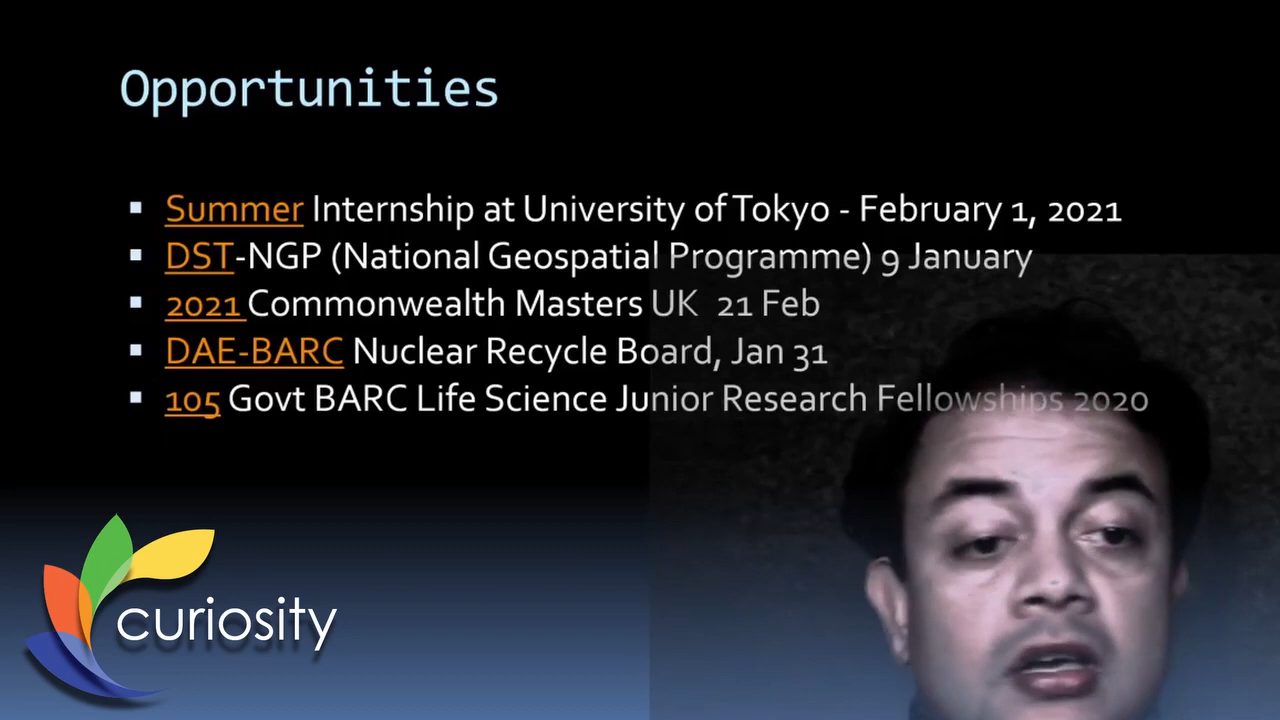 Opportunities
Summer Internship at University of Tokyo - February 1, 2021
DST-NGP (National Geospatial Programme) 9 January
2021 Commonwealth Masters UK 21 Feb
DAE-BARC Nuclear Recycle Board, Jan 31
105 Govt BARC Life Science Junior Research Fellowships 2020
curiosity